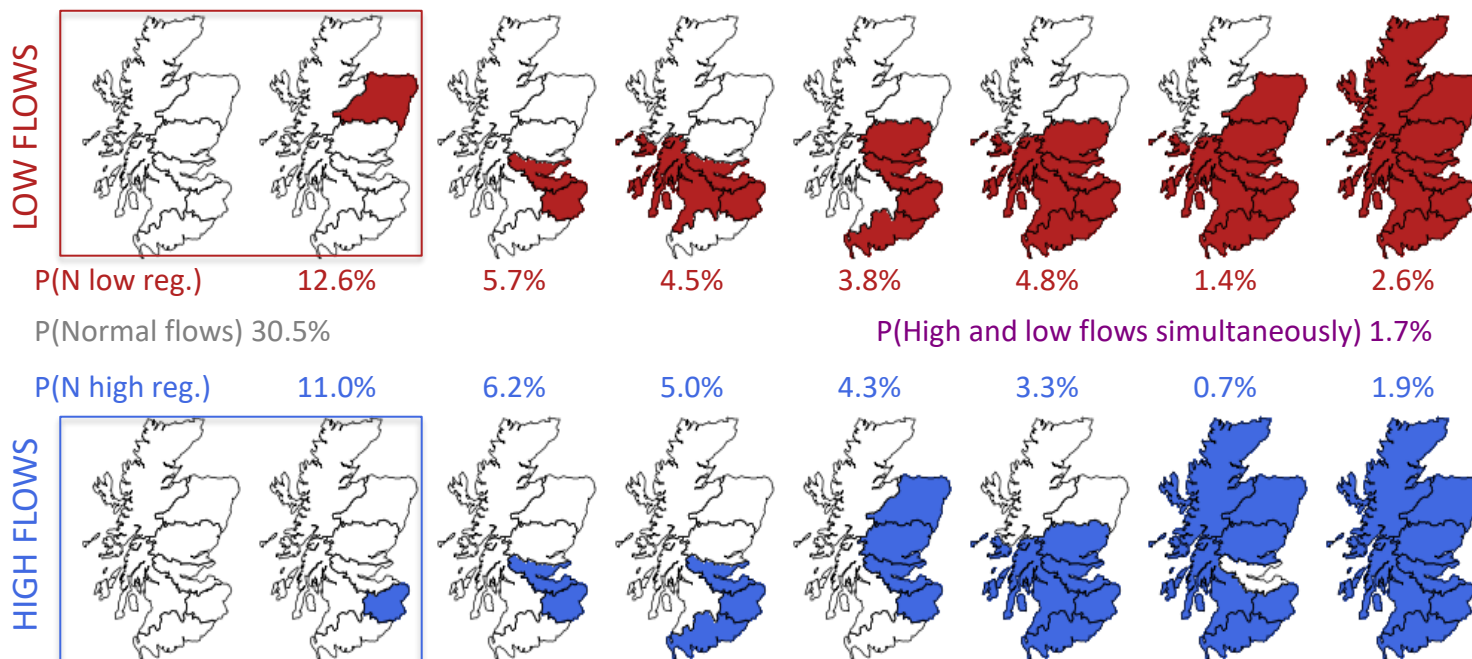 LOW FLOWS
P(N low reg.) 12.6% 5.7% 4.5% 3.8% 4.8% 1.4% 2.6%
P(Normal flows) 30.5% P(High and low flows simultaneously) 1.7%
P(N high reg.) 11.0% 6.2% 5.0% 4.3% 3.3% 0.7% 1.9%
HIGH FLOWS